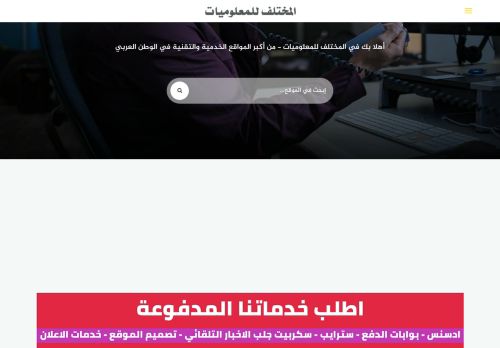 المختلف للمعلوميات
أهلا بك في المختلف للمعلوميات - من أكبر المواقع الخدمية والتقنية في الوطن العربي
إبحث في الموقع...
اطلب خدماتنا المدفوعة
ادسنس - بوابات الدفع - سترايب - سكربيت جلب الاخبار التلقائي - تصميم الموقع - خدمات الاعلان